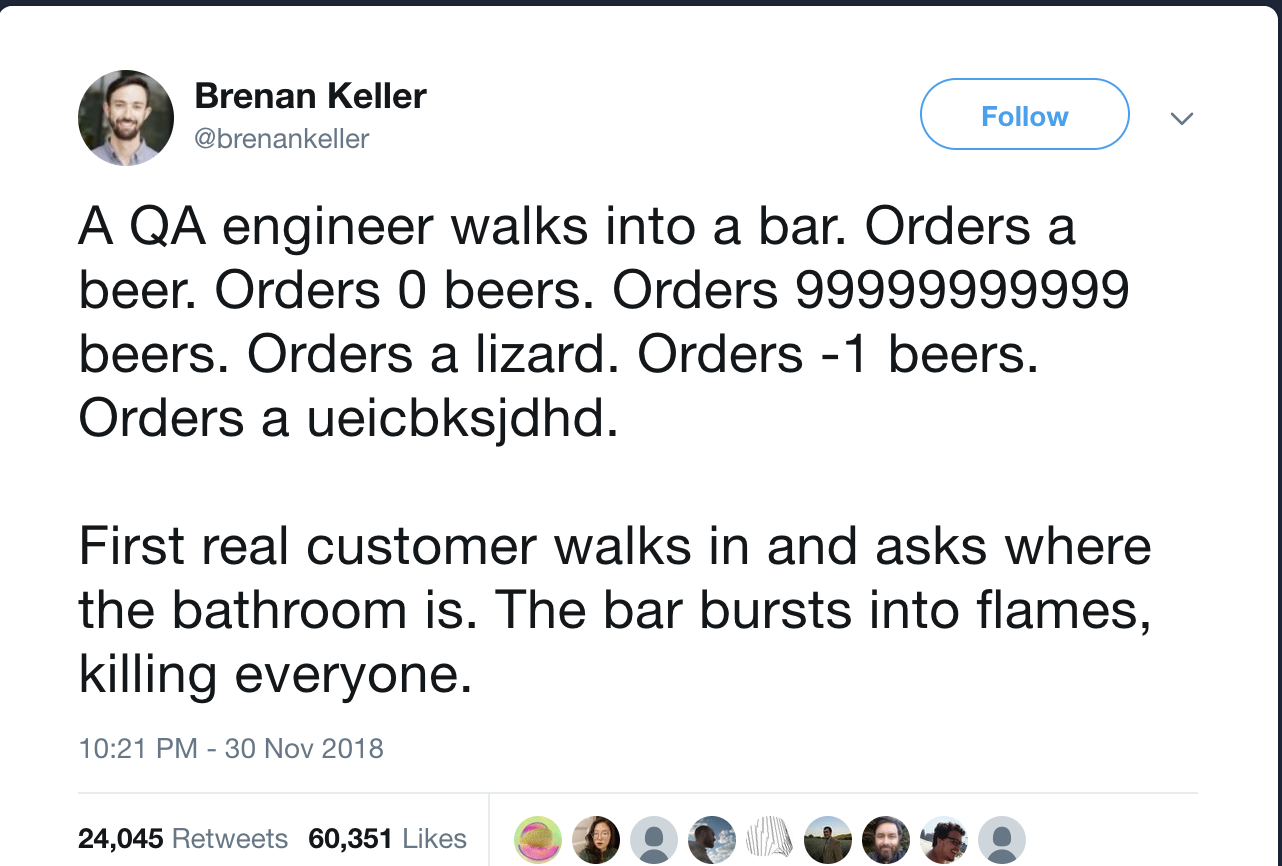 Brenan Keller
@brenankeller
Follow
A QA engineer walks into a bar. Orders a
beer. Orders 0 beers. Orders 99999999999
beers. Orders a lizard. Orders -1 beers.
Orders a ueicbksjdhd.
First real customer walks in and asks where
the bathroom is. The bar bursts into flames,
killing everyone.
10:21 PM - 30 Nov 2018
24,045 Retweets 60,351 Likes